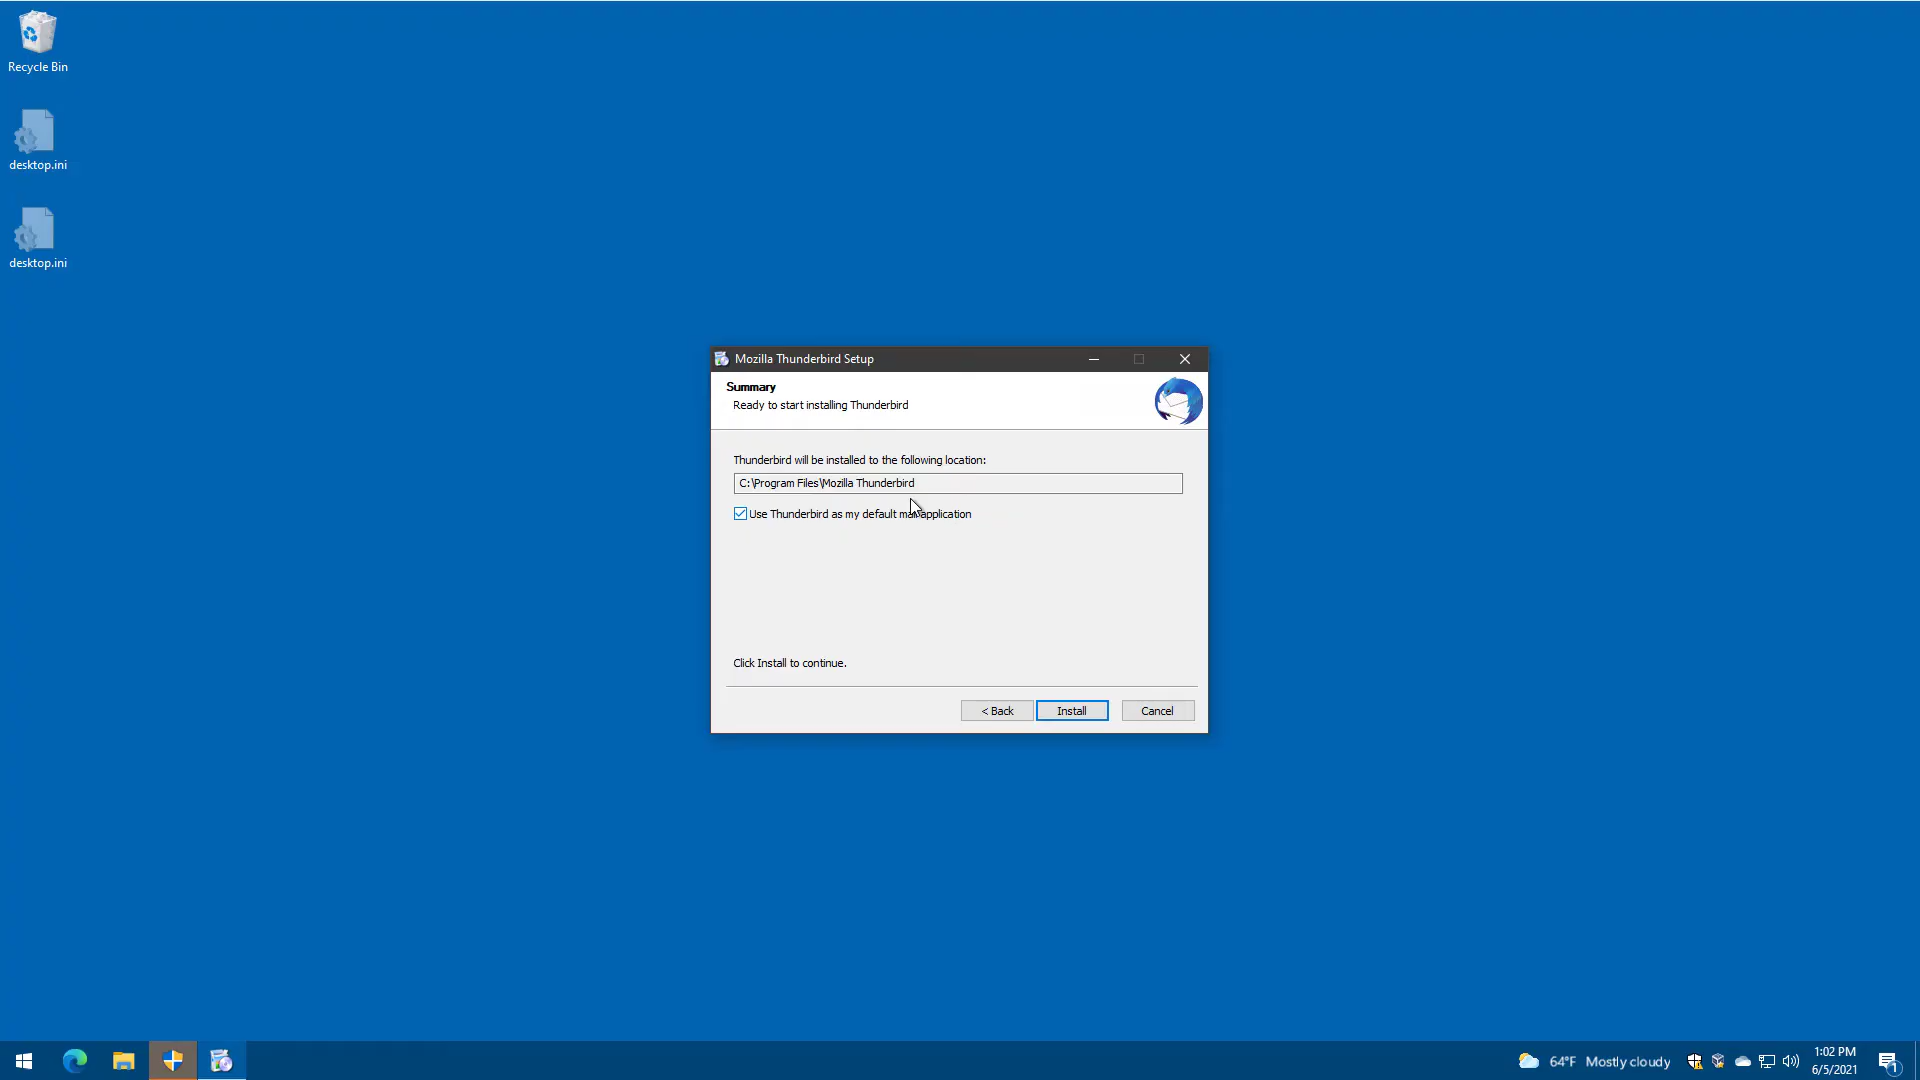 Recycle Bin
desktop.ini
desktop.ini
Mozilla Thunderbird Setup
Summary
Ready to start installing Thunderbird
Thunderbird will be installed to the following location:
C:\Program Files\Mozilla Thunderbird
Use Thunderbird as my default mail application
Click Install to continue.
< Back
Install
Cancel
64°F Mostly cloudy
1:02 PM
6/5/2021
1